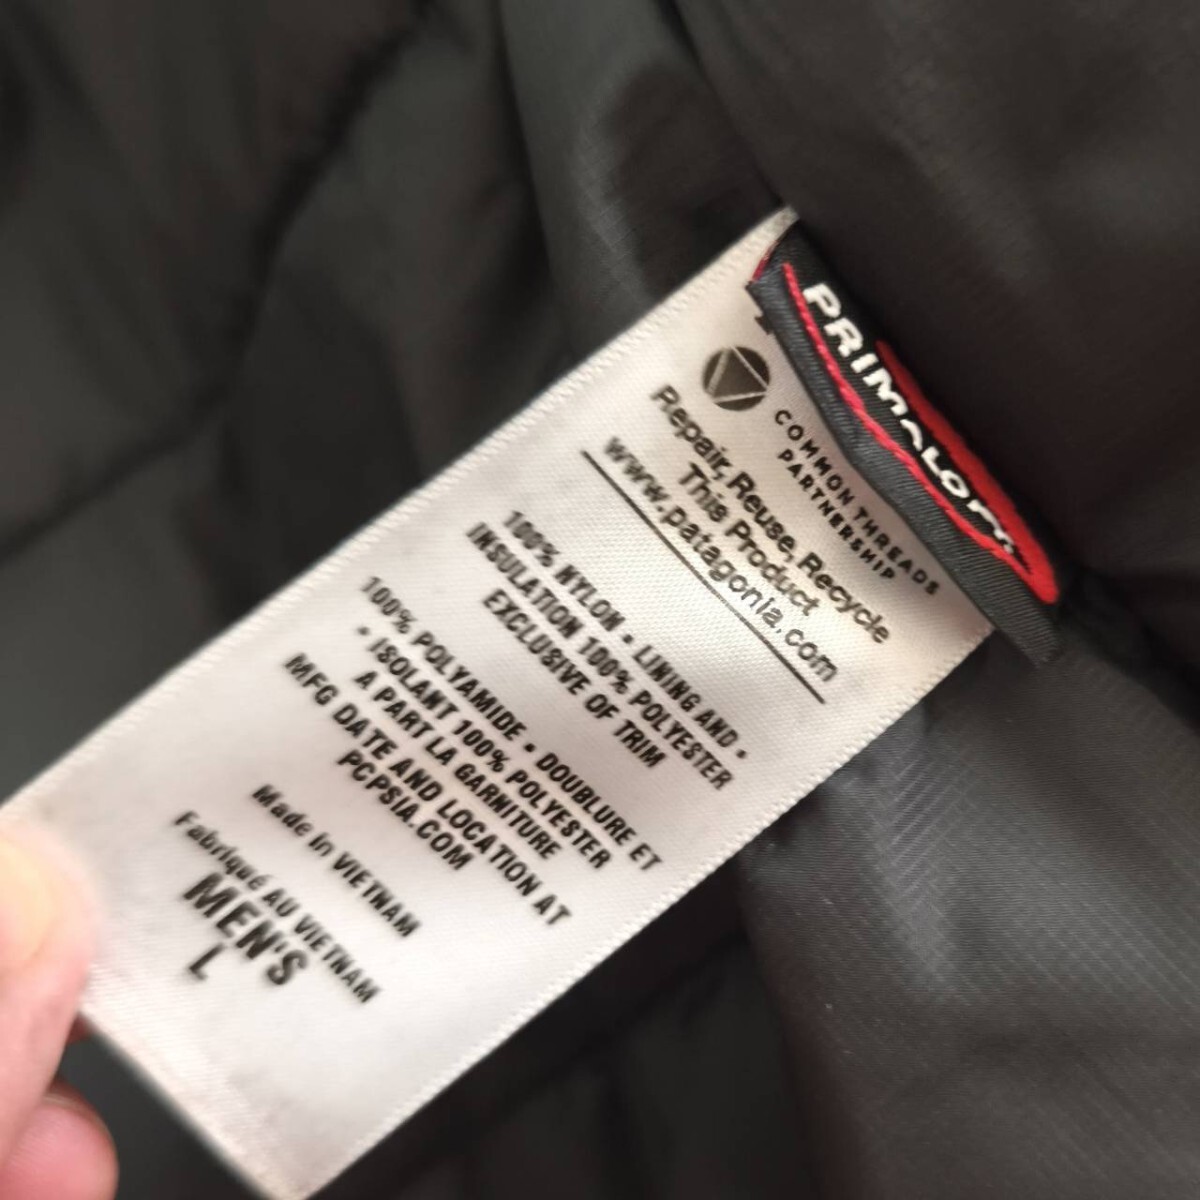 PRIMALOFT
COMMON THREADS
PARTNERSHIP
Repair, Reuse, Recycle
This Product
www.patagonia.com
100% NYLON • LINING AND •
INSULATION 100% POLYESTER
EXCLUSIVE OF TRIM
100% POLYAMIDE • DOUBLURE ET
• ISOLANT 100% POLYESTER
A PART LA GARNITURE
MFG DATE AND LOCATION AT
PCPSIA.COM
Made in VIETNAM
Fabriqué AU VIETNAM
MEN'S
L